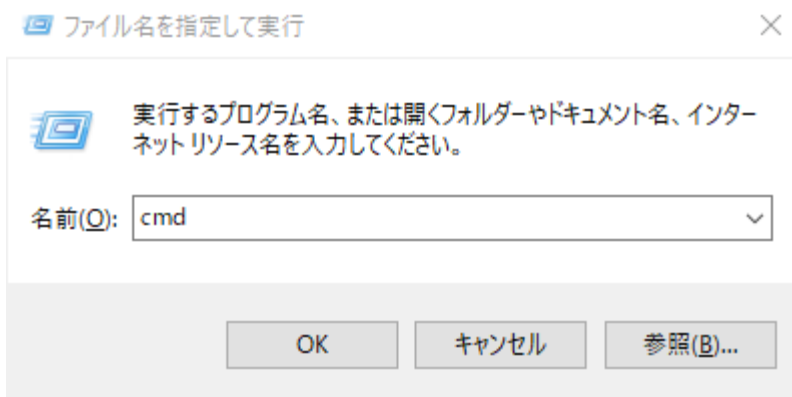 ファイル名を指定して実行
実行するプログラム名、または開くフォルダーやドキュメント名、インター
ネット リソース名を入力してください。
名前(O): cmd
OK キャンセル 参照(B)...